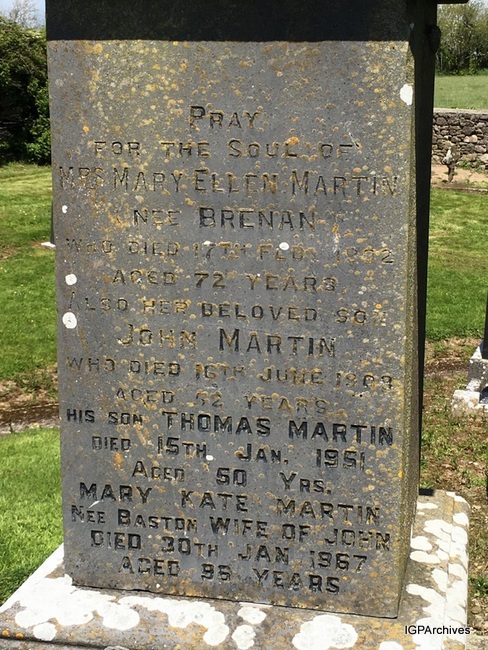 PRAY
FOR THE SOUL OF
MRS MARY ELLEN MARTIN
NEE BRENAN
WHO DIED 17TH FEB. 1902
AGED 72 YEARS
ALSO HER BELOVED SON
JOHN MARTIN
WHO DIED 16TH JUNE
AGED 52 YEARS
HIS SON THOMAS MARTIN
DIED 15TH JAN. 1951
AGED 50 YRS.
MARY KATE MARTIN
NEE BASTON WIFE OF JOHN
DIED 30TH JAN 1967
AGED YEARS
IGPArchives